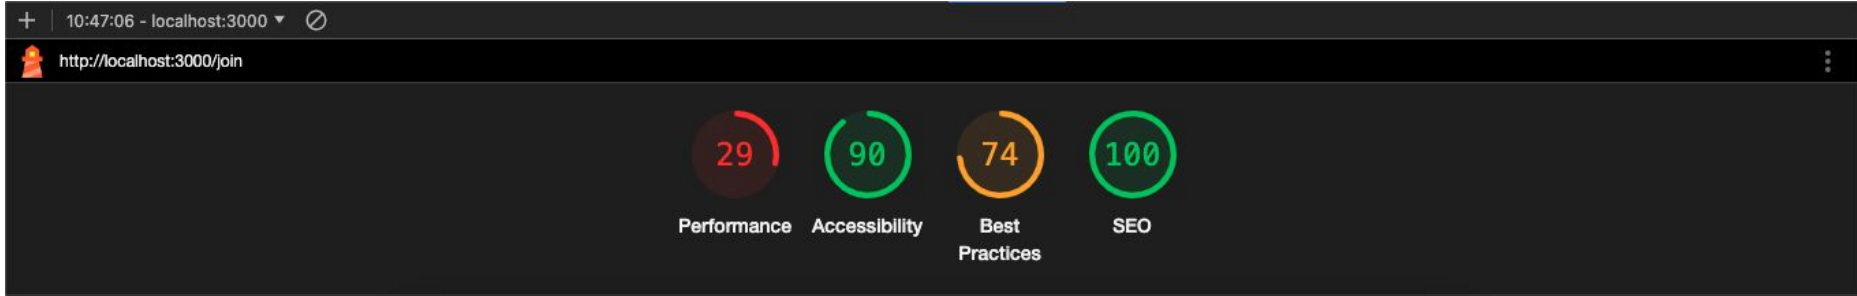 10:47:06 - localhost:3000
http://localhost:3000/join
29 90 74 100
Performance Accessibility Best Practices SEO